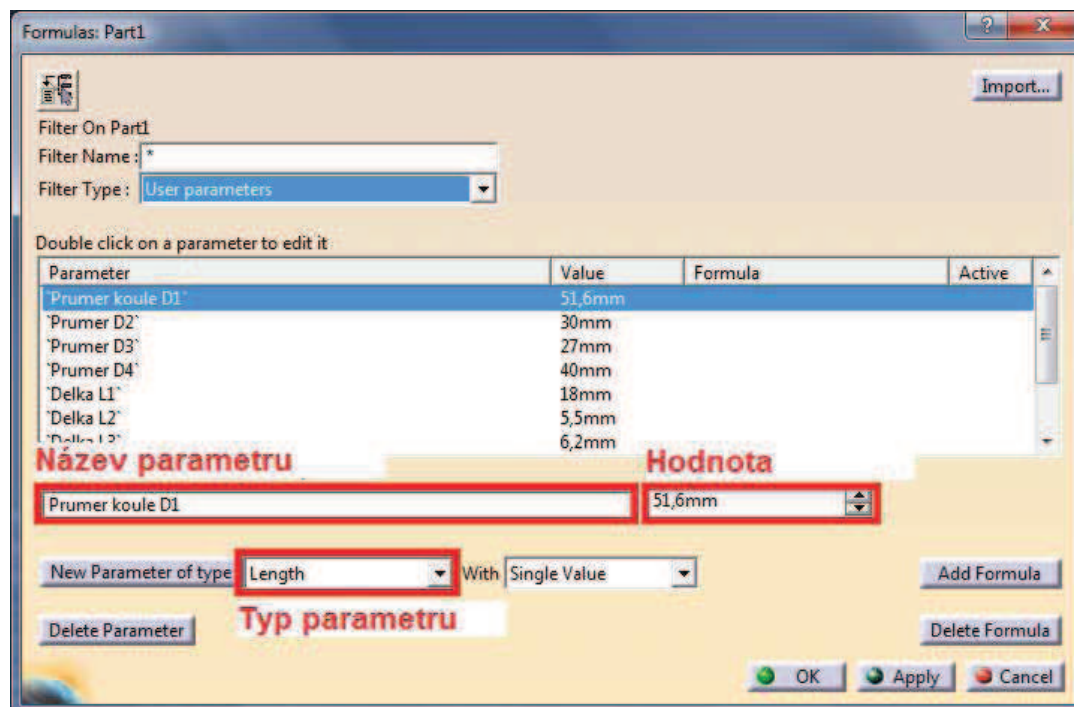 Formulas: Part1
Import...
Filter On Part1
Filter Name : *
Filter Type : User parameters
Double click on a parameter to edit it
Parameter Value Formula Active
`Prumer koule D1` 51,6mm
`Prumer D2` 30mm
`Prumer D3` 27mm
`Prumer D4` 40mm
`Delka L1` 18mm
`Delka L2` 5,5mm
`Delka L3` 6,2mm
Název parametru Hodnota
Prumer koule D1 51,6mm
New Parameter of type Length With Single Value Add Formula
Typ parametru
Delete Parameter Delete Formula
OK Apply Cancel